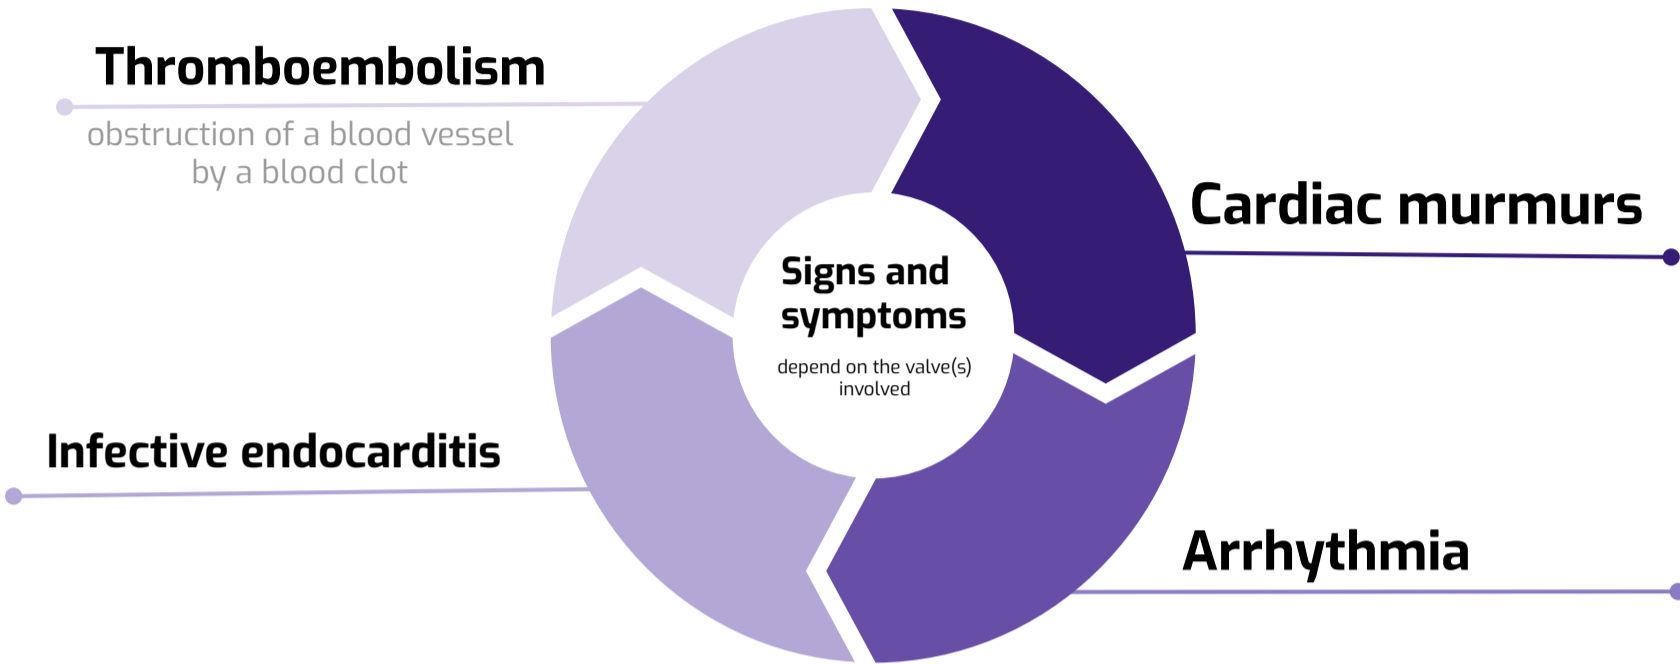 Thromboembolism
obstruction of a blood vessel
by a blood clot
Cardiac murmurs
Signs and
symptoms
depend on the valve(s)
involved
Infective endocarditis
Arrhythmia